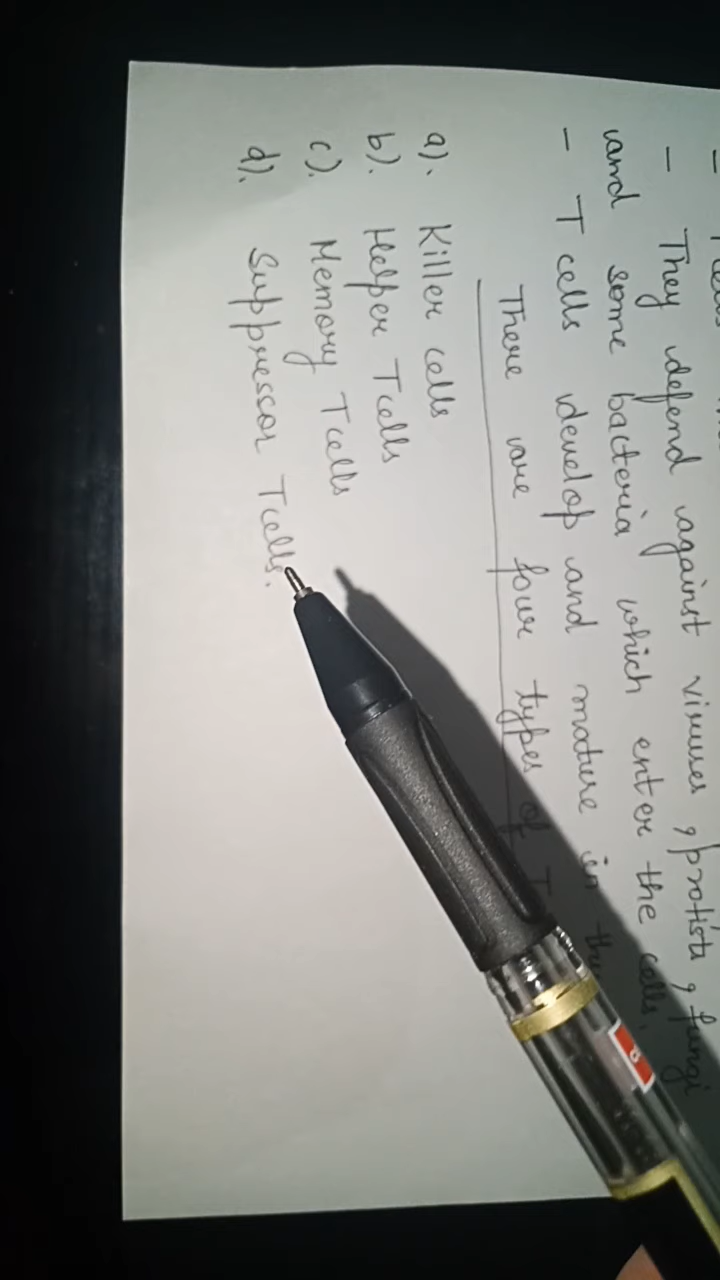 - They defend against viruses, protists, fungi
and some bacteria which enter the cells.
- T cells develop and mature in the
There are four types of T
a). Killer cells
b). Helper T cells
c). Memory T cells
d). Suppressor T cells.